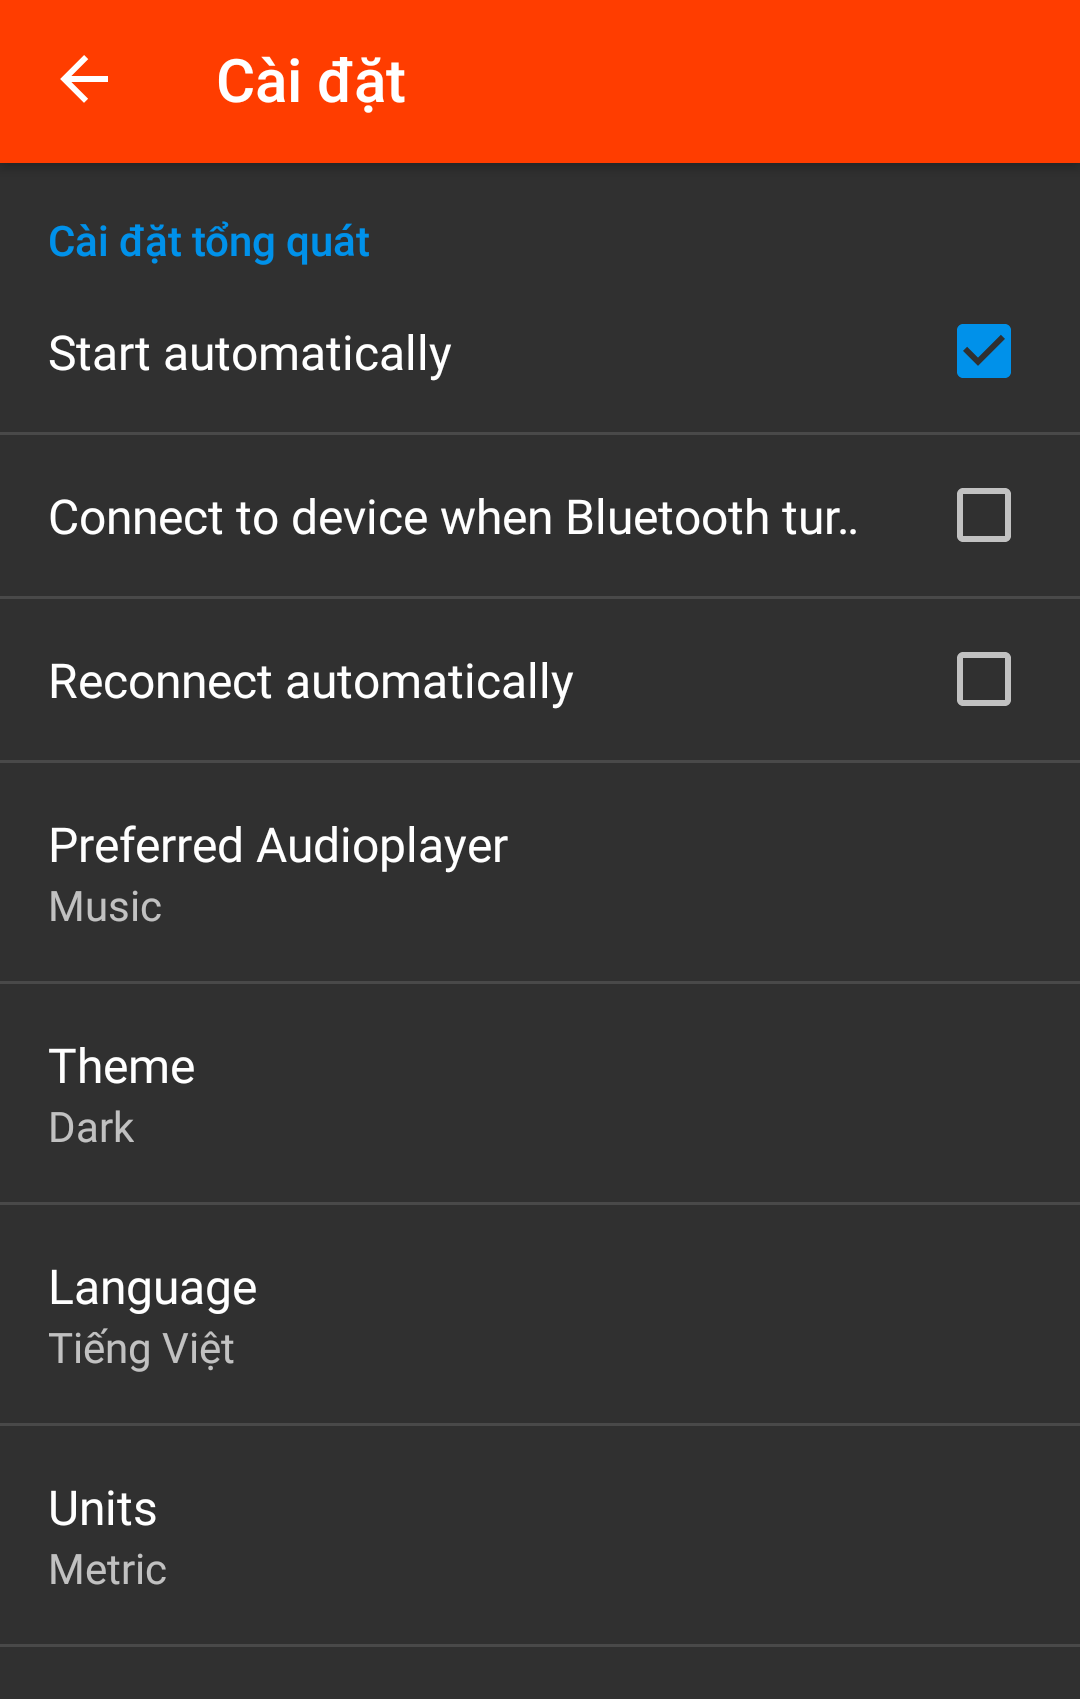 Cài đặt
Cài đặt tổng quát
Start automatically
Connect to device when Bluetooth tur..
Reconnect automatically
Preferred Audioplayer
Music
Theme
Dark
Language
Tiếng Việt
Units
Metric